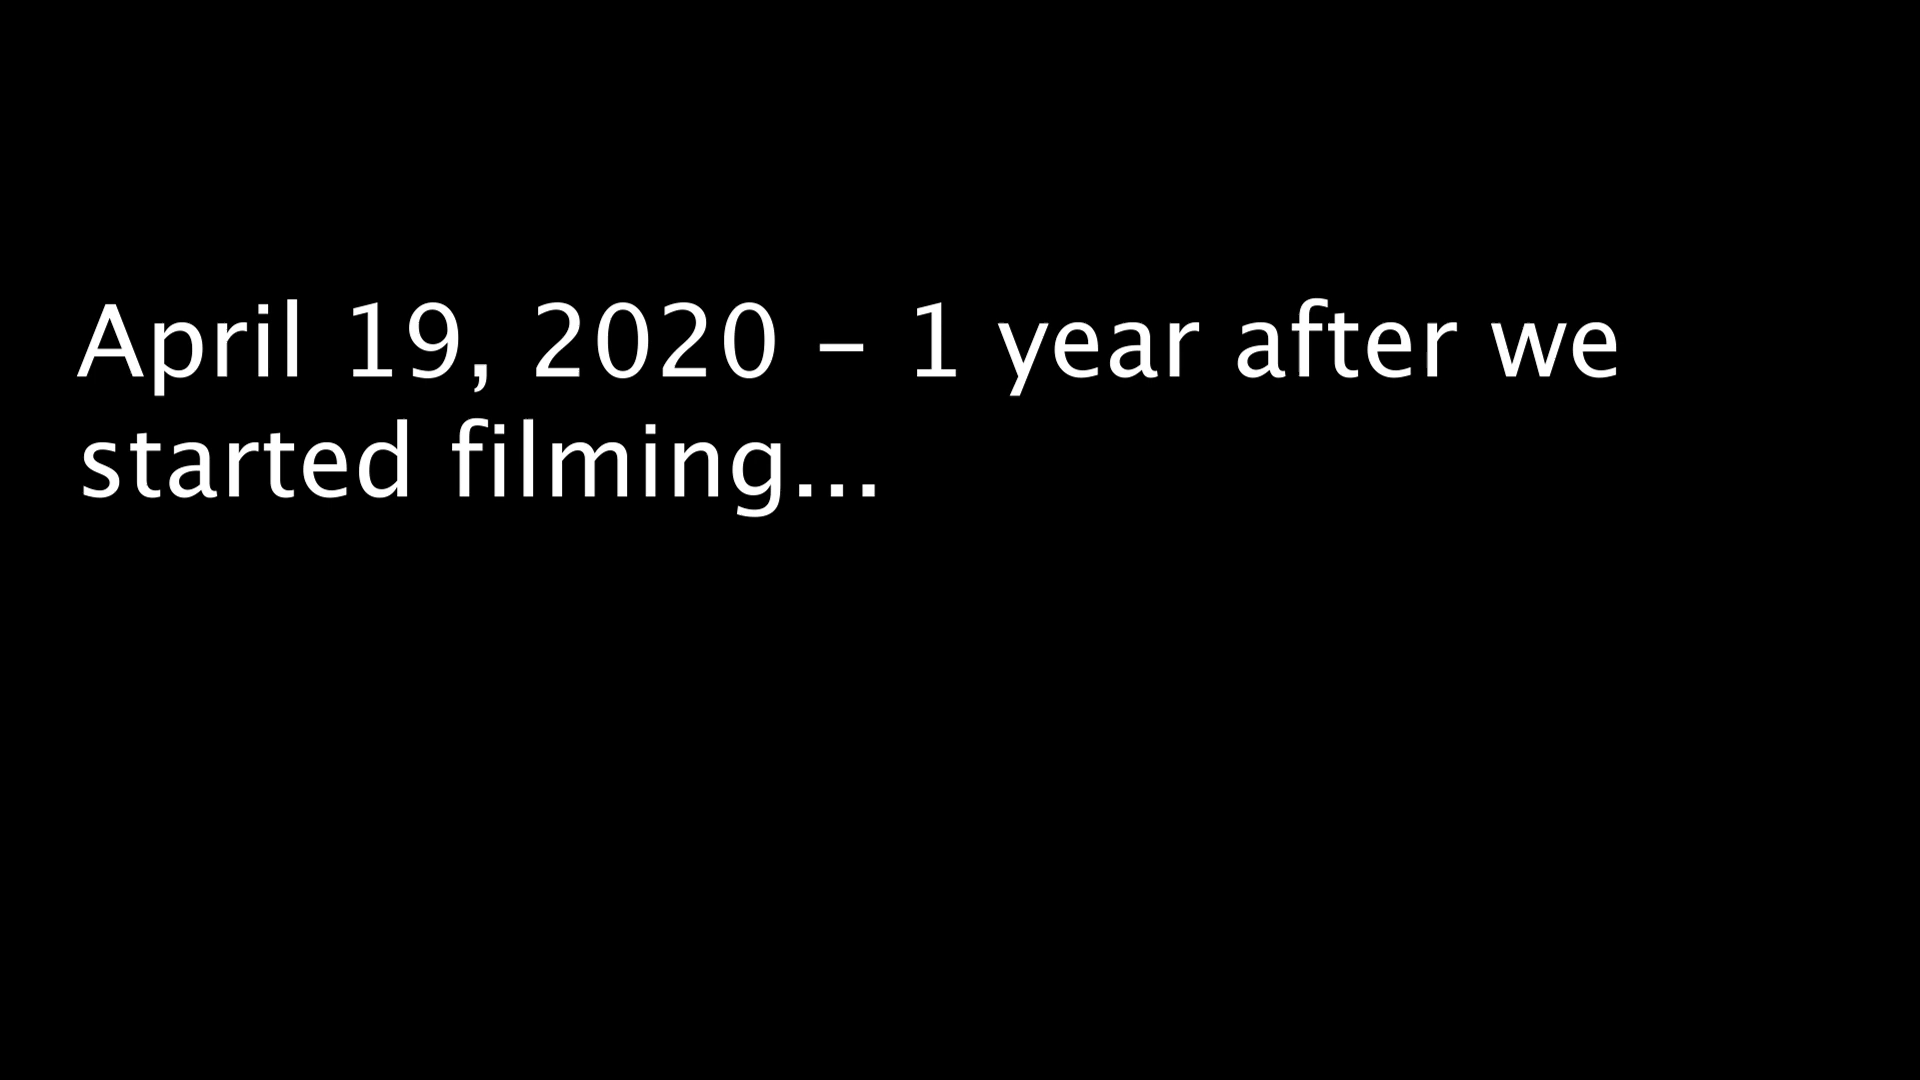 April 19, 2020 – 1 year after we
started filming...